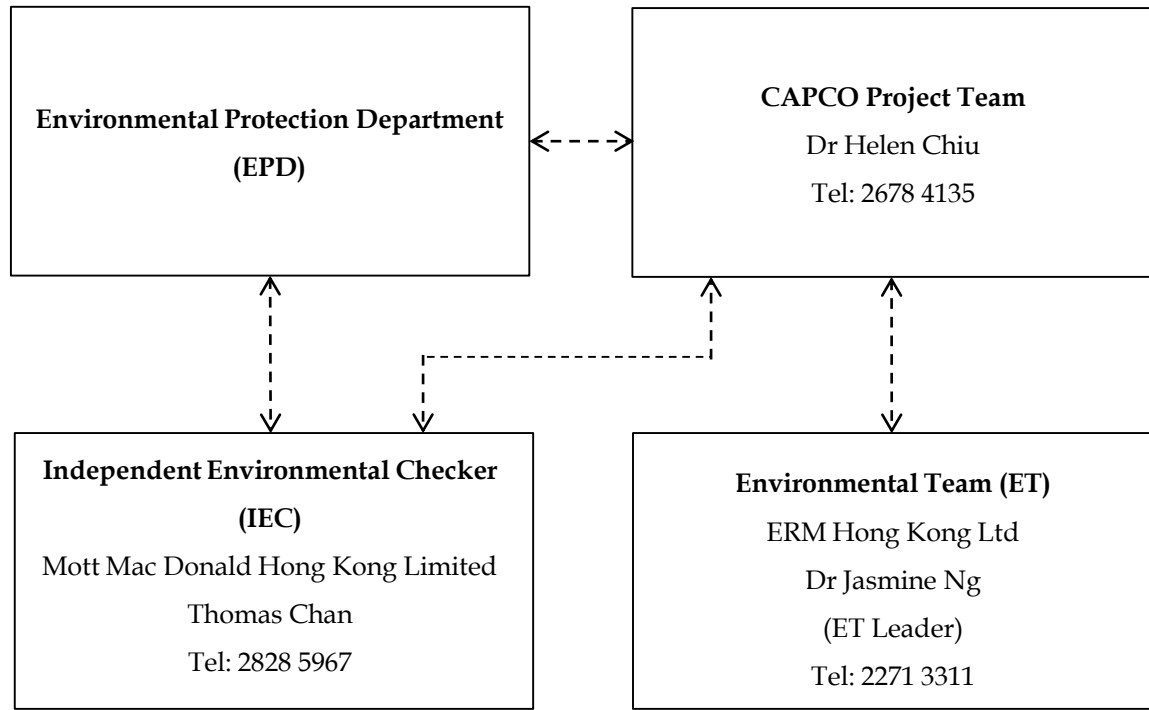 Environmental Protection Department
(EPD)
CAPCO Project Team
Dr Helen Chiu
Tel: 2678 4135
Independent Environmental Checker
(IEC)
Mott Mac Donald Hong Kong Limited
Thomas Chan
Tel: 2828 5967
Environmental Team (ET)
ERM Hong Kong Ltd
Dr Jasmine Ng
(ET Leader)
Tel: 2271 3311